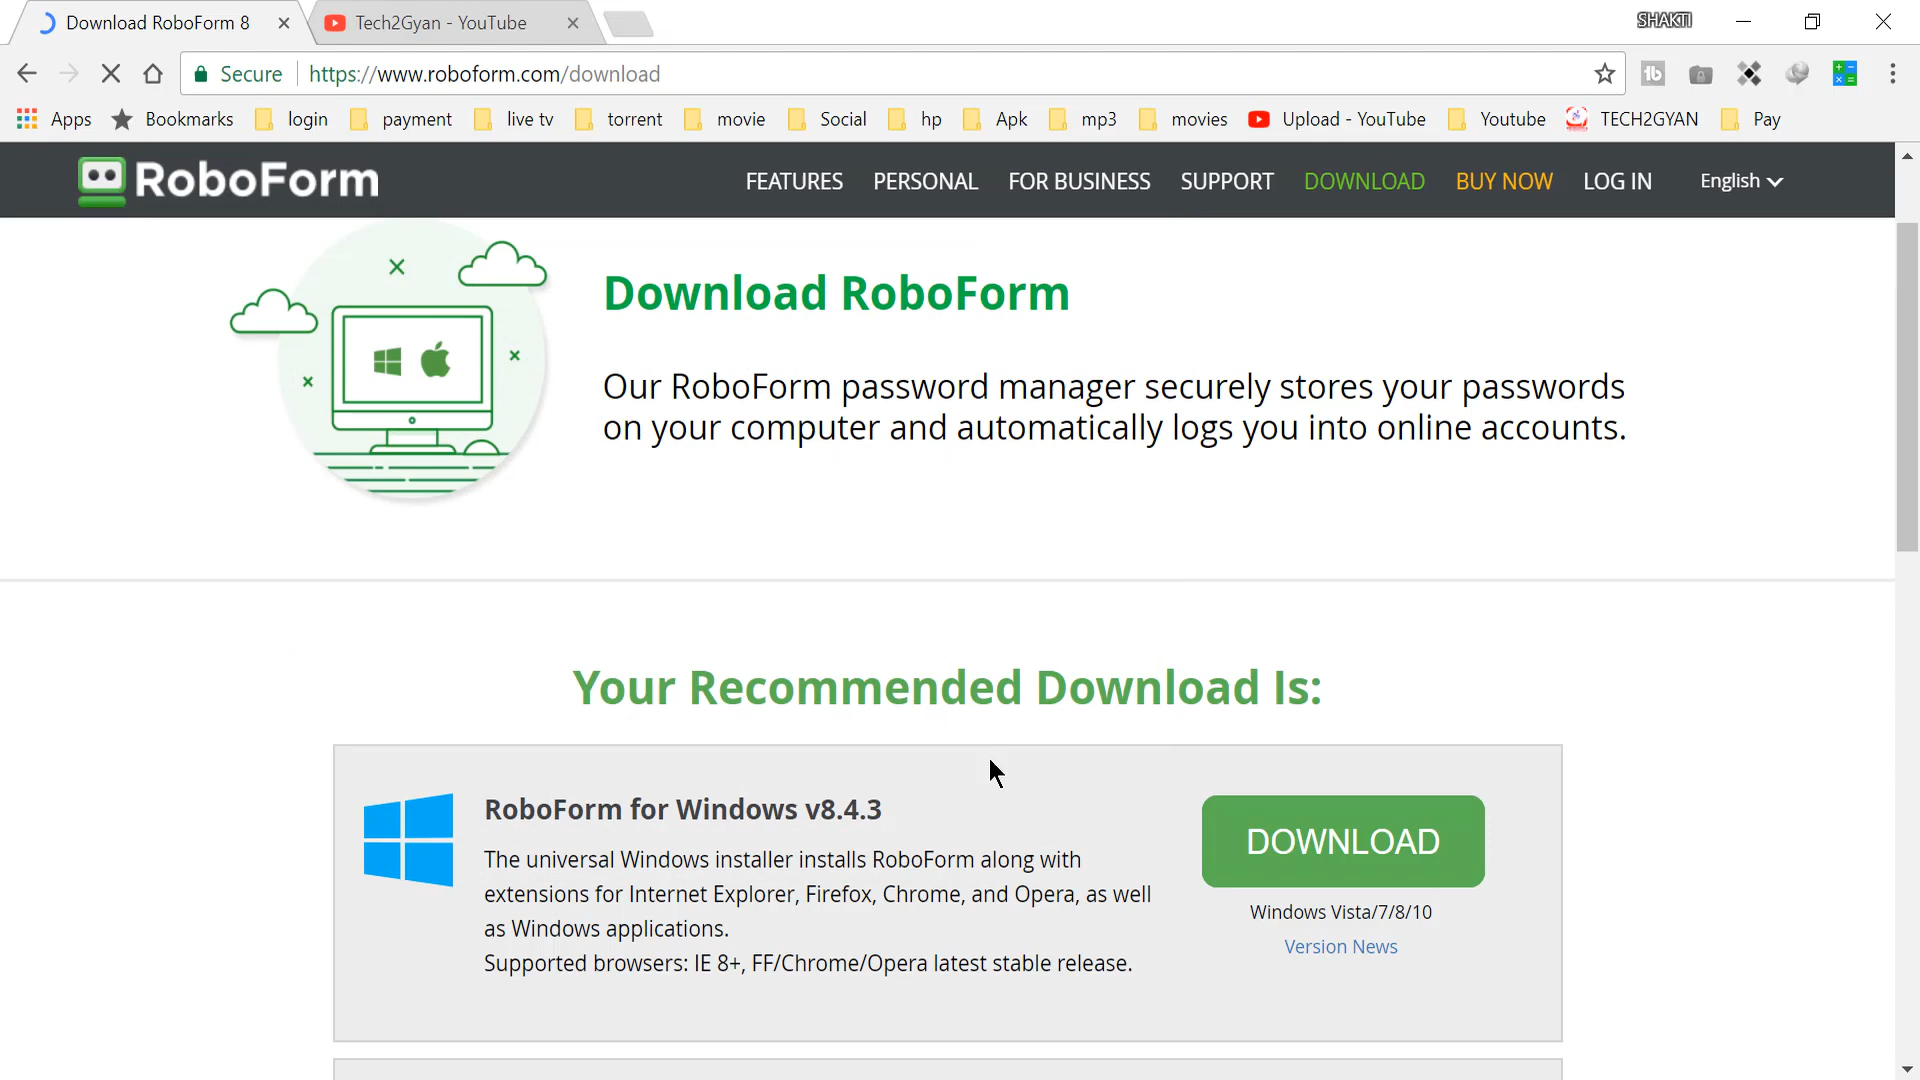 Download RoboForm 8
Tech2Gyan - YouTube
SHAKTI
Secure
https://www.roboform.com/download
tb
Apps
Bookmarks
login
payment
live tv
torrent
movie
Social
hp
Apk
mp3
movies
Upload - YouTube
Youtube
TECH2GYAN
Pay
RoboForm
FEATURES
PERSONAL
FOR BUSINESS
SUPPORT
DOWNLOAD
BUY NOW
LOG IN
English
Download RoboForm
Our RoboForm password manager securely stores your passwords
on your computer and automatically logs you into online accounts.
Your Recommended Download Is:
RoboForm for Windows v8.4.3
The universal Windows installer installs RoboForm along with
extensions for Internet Explorer, Firefox, Chrome, and Opera, as well
as Windows applications.
Supported browsers: IE 8+, FF/Chrome/Opera latest stable release.
DOWNLOAD
Windows Vista/7/8/10
Version News